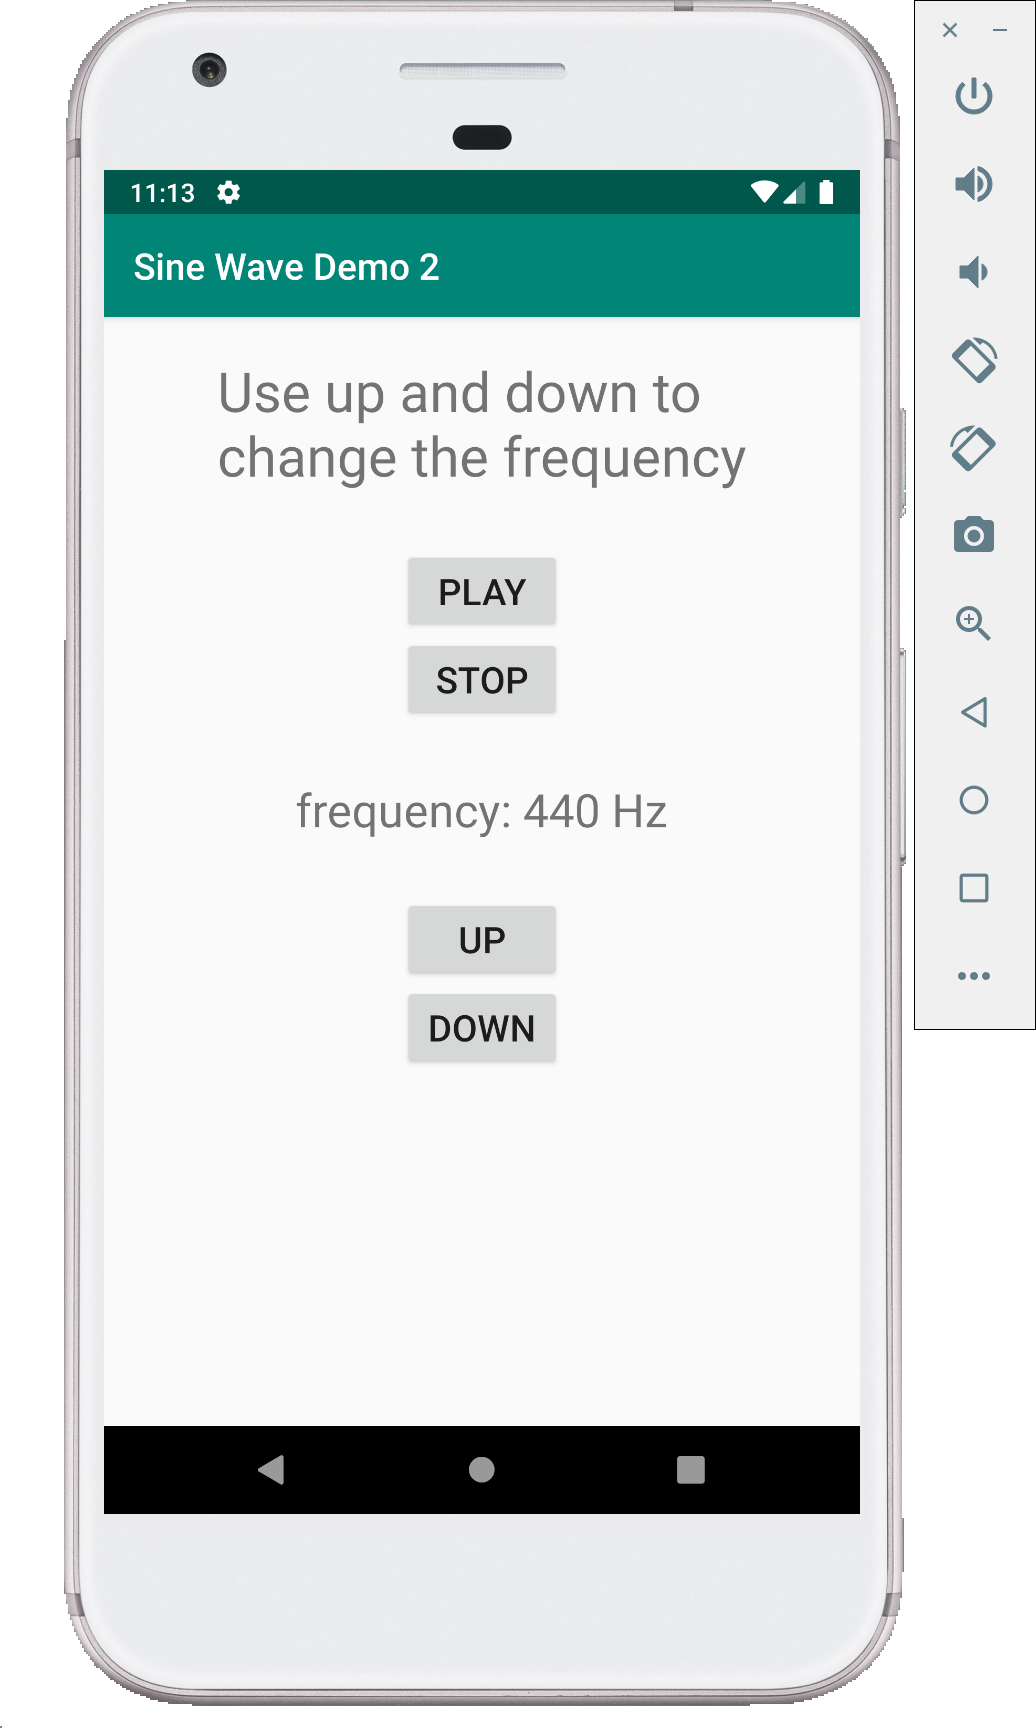 11:13
Sine Wave Demo 2
Use up and down to
change the frequency
PLAY
STOP
frequency: 440 Hz
UP
DOWN